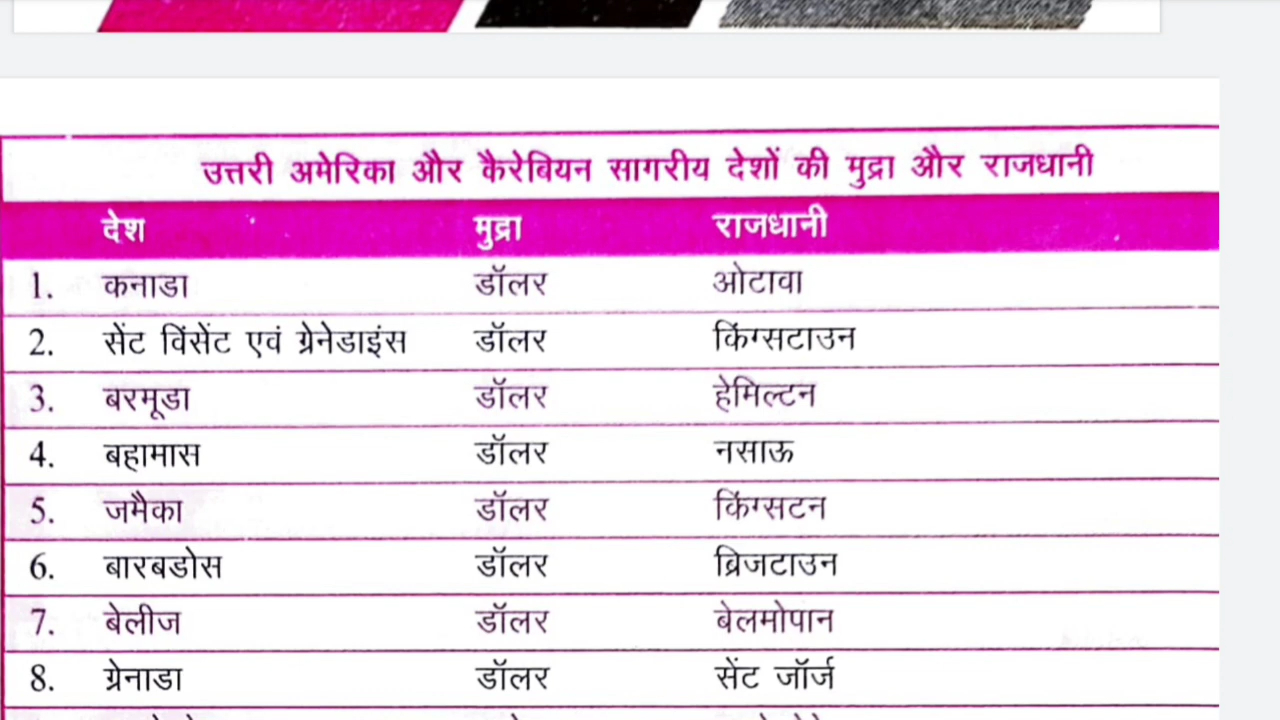 उत्तरी अमेरिका और कैरेबियन सागरीय देशों की मुद्रा और राजधानी
देश मुद्रा राजधानी
1. कनाडा डॉलर ओटावा
2. सेंट विंसेंट एवं ग्रेनेडाइंस डॉलर किंग्सटाउन
3. बरमूडा डॉलर हेमिल्टन
4. बहामास डॉलर नसाऊ
5. जमैका डॉलर किंग्सटन
6. बारबडोस डॉलर ब्रिजटाउन
7. बेलीज डॉलर बेलमोपान
8. ग्रेनाडा डॉलर सेंट जॉर्ज